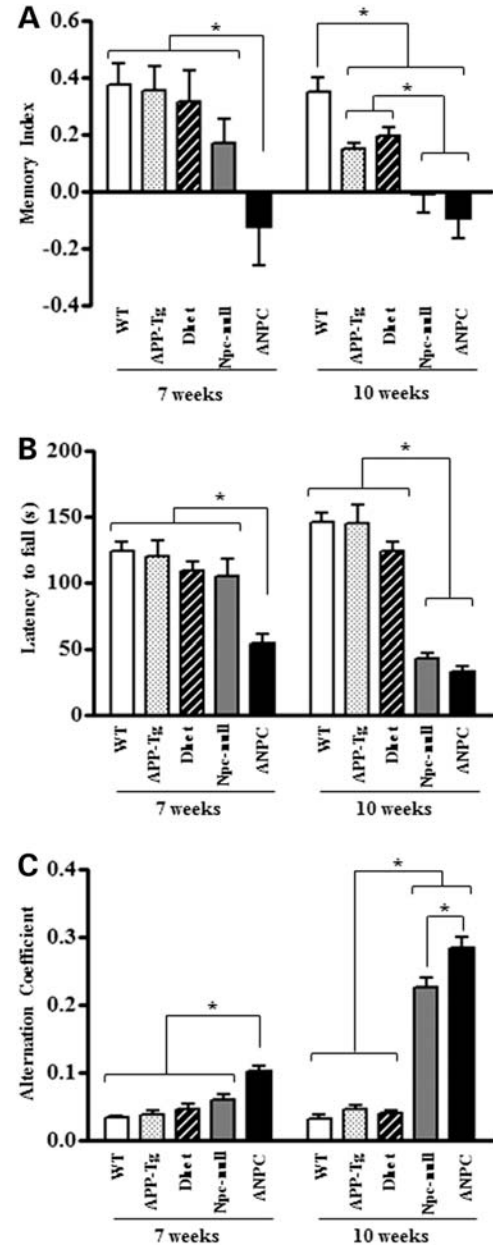 A
*
*
*
0.6
0.4
0.2
0.0
-0.2
-0.4
Memory Index
WT
APP-Tg
Dhet
Npc-null
ANPC
WT
APP-Tg
Dhet
Npc-null
ANPC
7 weeks
10 weeks
B
*
*
200
150
100
50
0
Latency to fall (s)
WT
APP-Tg
Dhet
Npc-null
ANPC
WT
APP-Tg
Dhet
Npc-null
ANPC
7 weeks
10 weeks
C
*
*
*
0.4
0.3
0.2
0.1
0.0
Alternation Coefficient
WT
APP-Tg
Dhet
Npc-null
ANPC
WT
APP-Tg
Dhet
Npc-null
ANPC
7 weeks
10 weeks